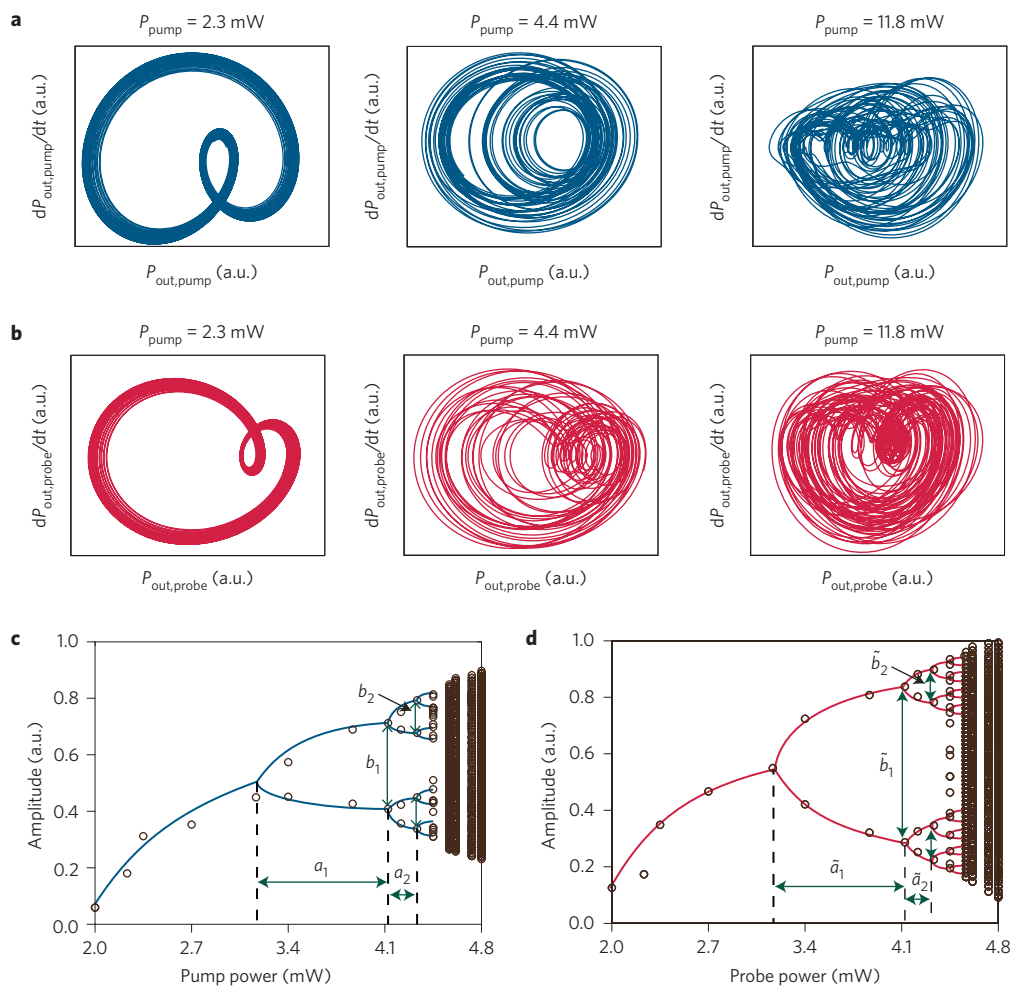 a
P_pump = 2.3 mW
P_pump = 4.4 mW
P_pump = 11.8 mW
dP_out,pump/dt (a.u.)
dP_out,pump/dt (a.u.)
dP_out,pump/dt (a.u.)
P_out,pump (a.u.)
P_out,pump (a.u.)
P_out,pump (a.u.)
b
P_pump = 2.3 mW
P_pump = 4.4 mW
P_pump = 11.8 mW
dP_out,probe/dt (a.u.)
dP_out,probe/dt (a.u.)
dP_out,probe/dt (a.u.)
P_out,probe (a.u.)
P_out,probe (a.u.)
P_out,probe (a.u.)
c
1.0
0.8
0.6
0.4
0.2
0.0
Amplitude (a.u.)
b₂
b₁
a₁
a₂
2.0
2.7
3.4
4.1
4.8
Pump power (mW)
d
1.0
0.8
0.6
0.4
0.2
0.0
Amplitude (a.u.)
b̃₂
b̃₁
ã₁
ã₂
2.0
2.7
3.4
4.1
4.8
Probe power (mW)